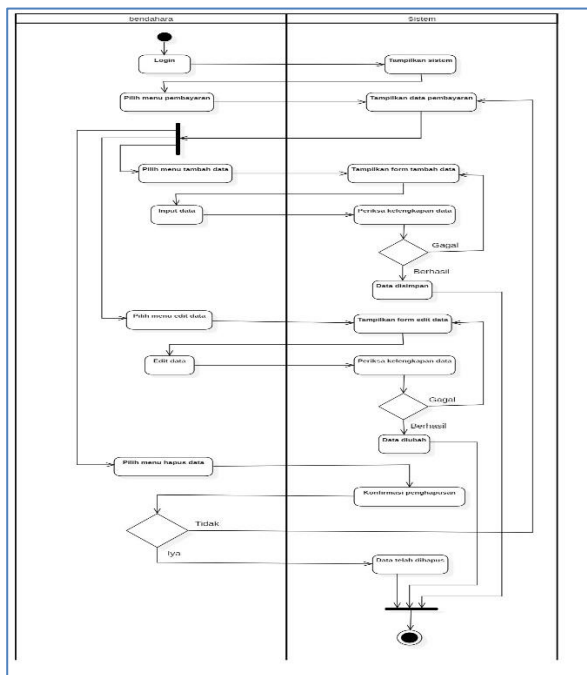 bendahara
Sistem
Login
Tampilkan sistem
Pilih menu pembayaran
Tampilkan data pembayaran
Pilih menu tambah data
Tampilkan form tambah data
Input data
Periksa kelengkapan data
Gagal
Berhasil
Data disimpan
Pilih menu edit data
Tampilkan form edit data
Edit data
Periksa kelengkapan data
Gagal
Berhasil
Data diubah
Pilih menu hapus data
Konfirmasi penghapusan
Tidak
Iya
Data telah dihapus